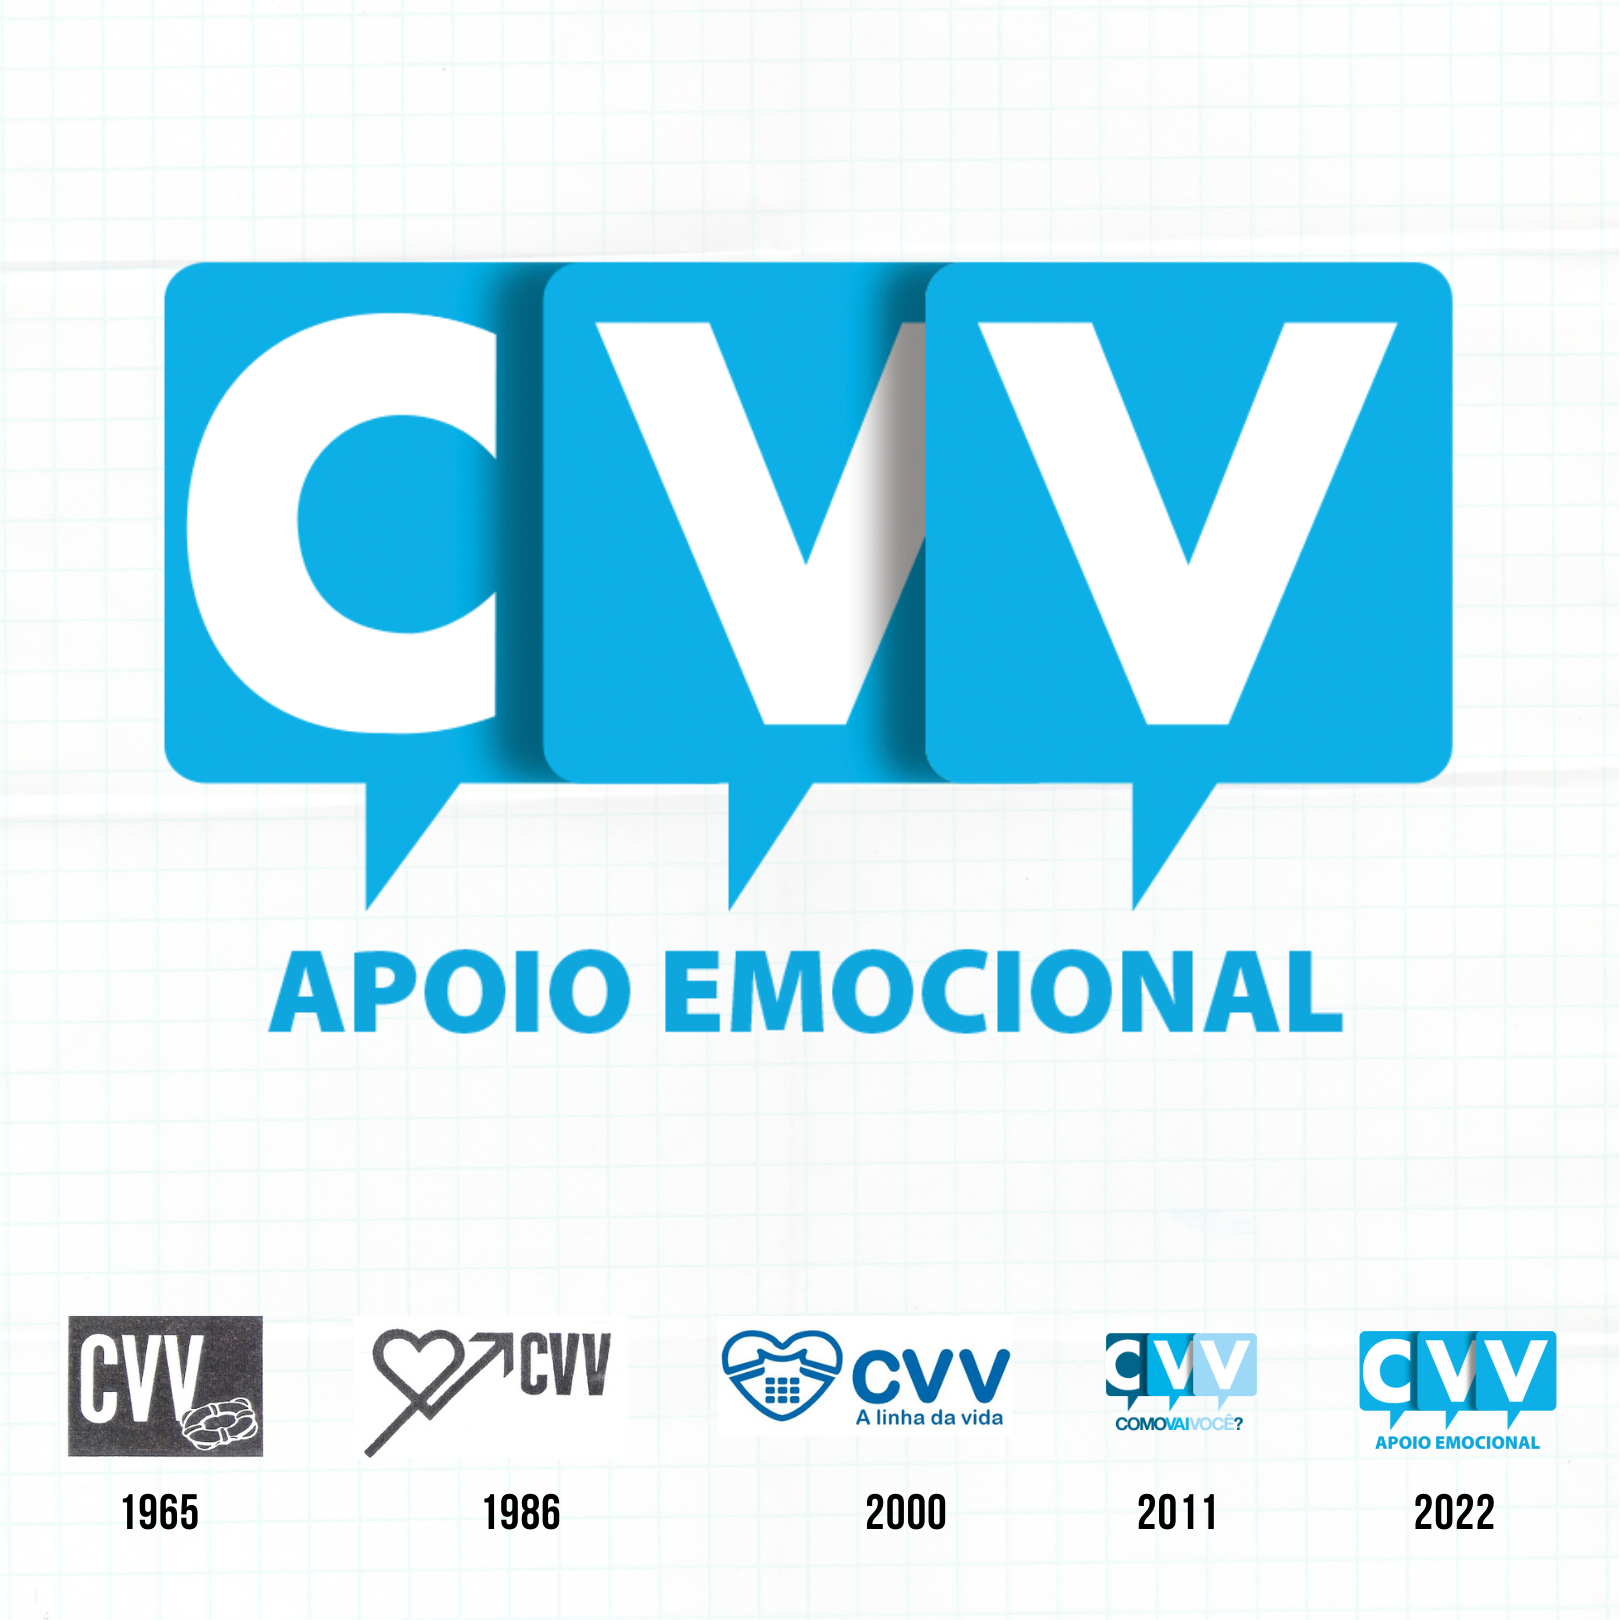 CVV
APOIO EMOCIONAL
CVV
CVV
CVV
A linha da vida
CVV
COMOVAIVOCÊ?
CVV
APOIO EMOCIONAL
1965
1986
2000
2011
2022